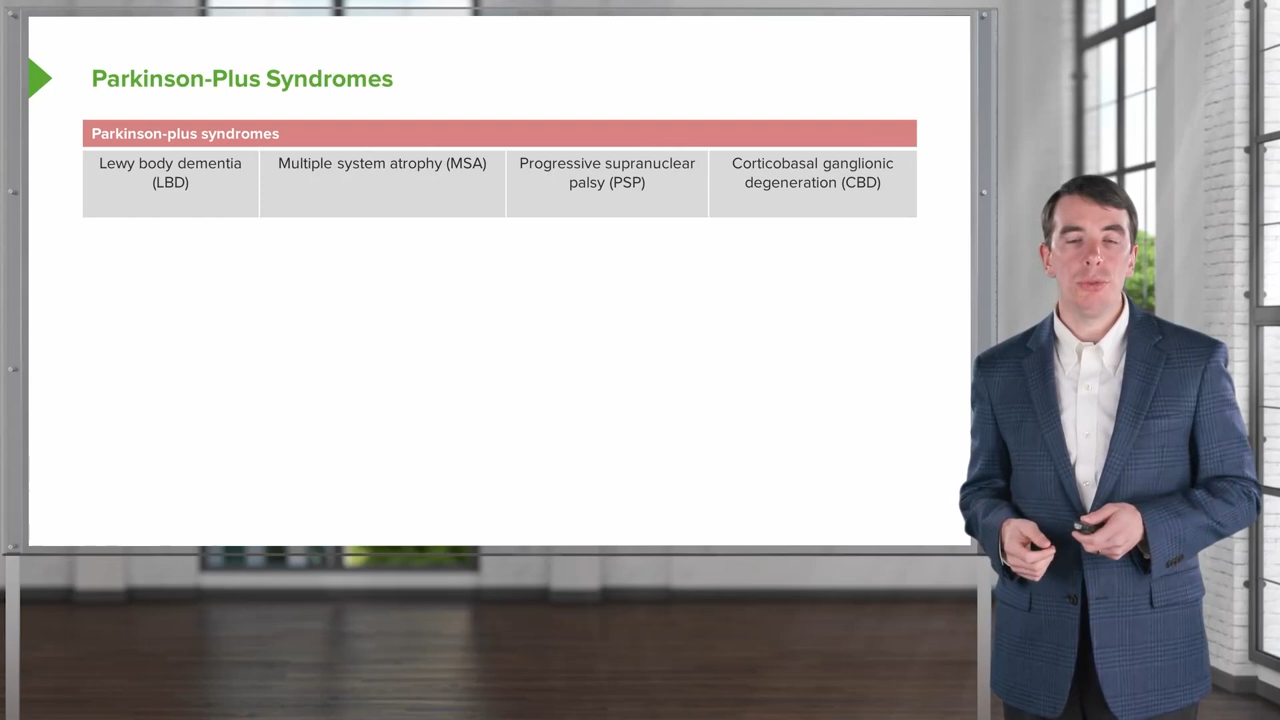 Parkinson-Plus Syndromes
Parkinson-plus syndromes
Lewy body dementia
(LBD)
Multiple system atrophy (MSA)
Progressive supranuclear
palsy (PSP)
Corticobasal ganglionic
degeneration (CBD)